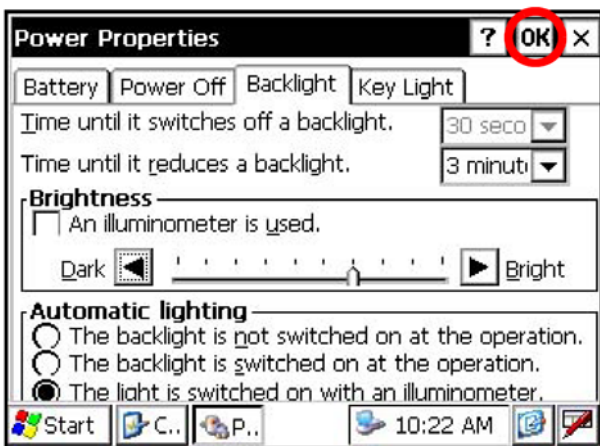 Power Properties ? OK ×
Battery Power Off Backlight Key Light
Time until it switches off a backlight. 30 seco
Time until it reduces a backlight. 3 minut
Brightness
An illuminometer is used.
Dark Bright
Automatic lighting
The backlight is not switched on at the operation.
The backlight is switched on at the operation.
The light is switched on with an illuminometer.
Start C.. P.. 10:22 AM